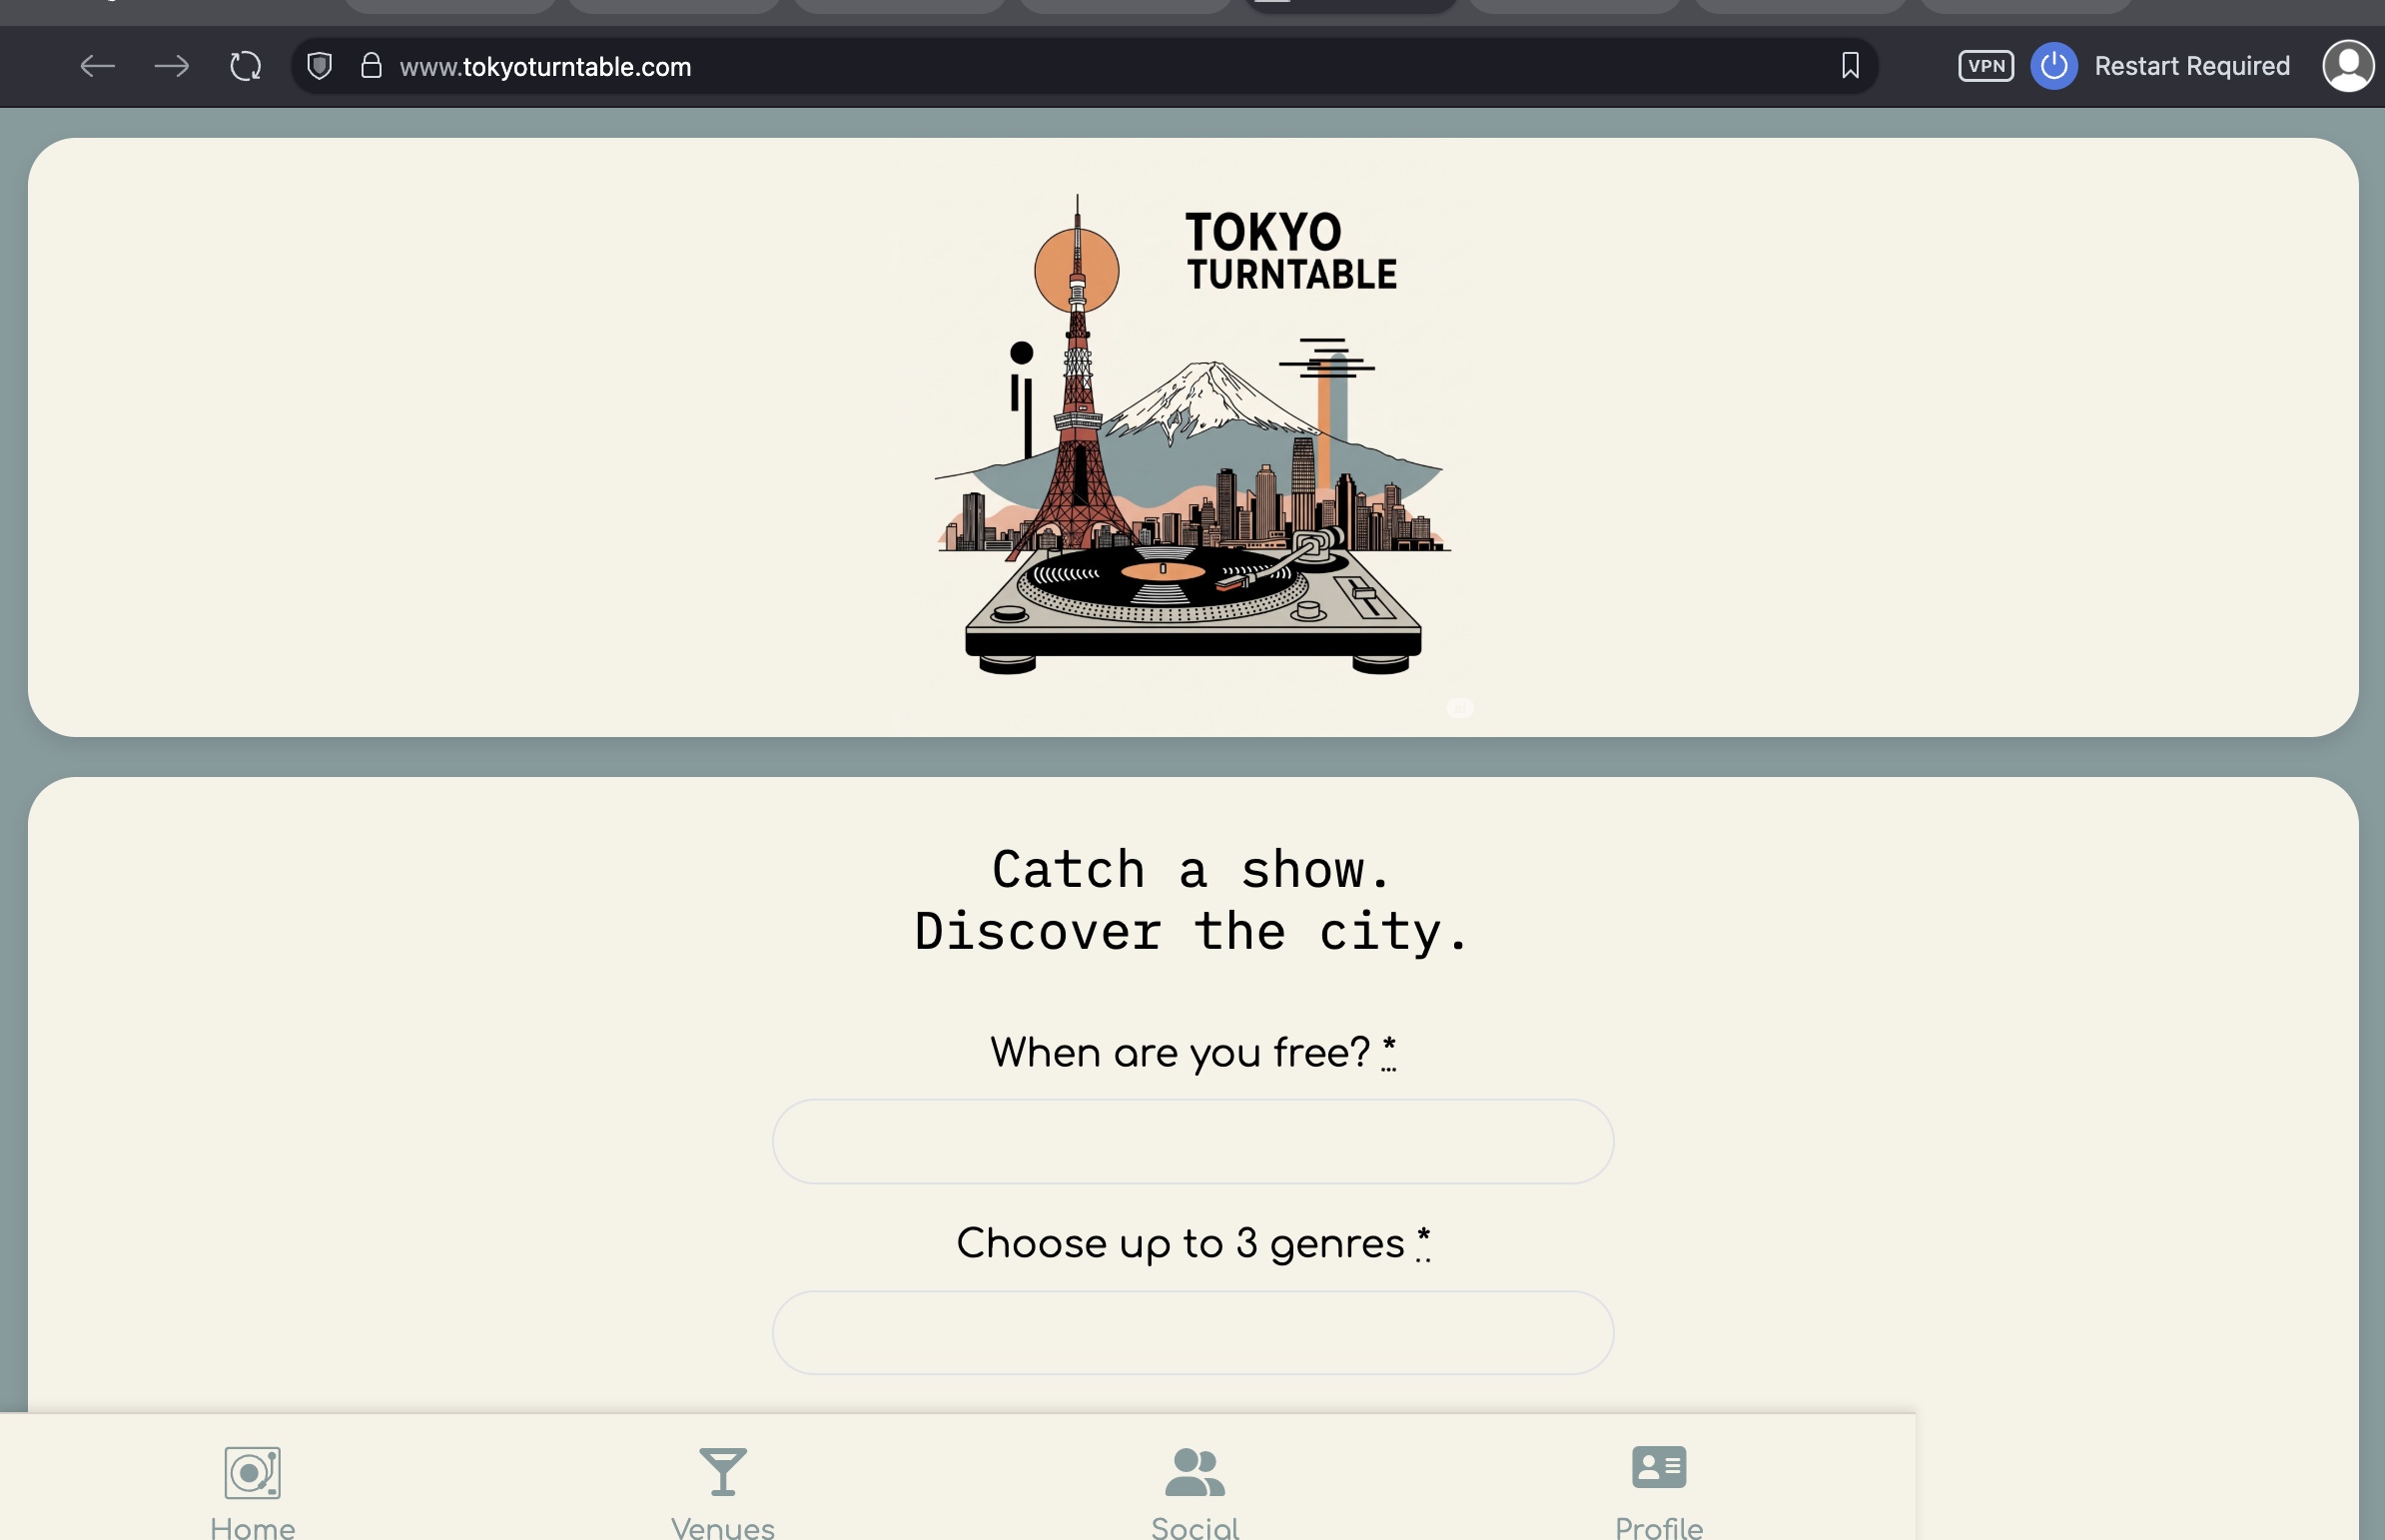 www.tokyoturntable.com
VPN
Restart Required
TOKYO
TURNTABLE
Catch a show.
Discover the city.
When are you free? *
Choose up to 3 genres *
Home
Venues
Social
Profile